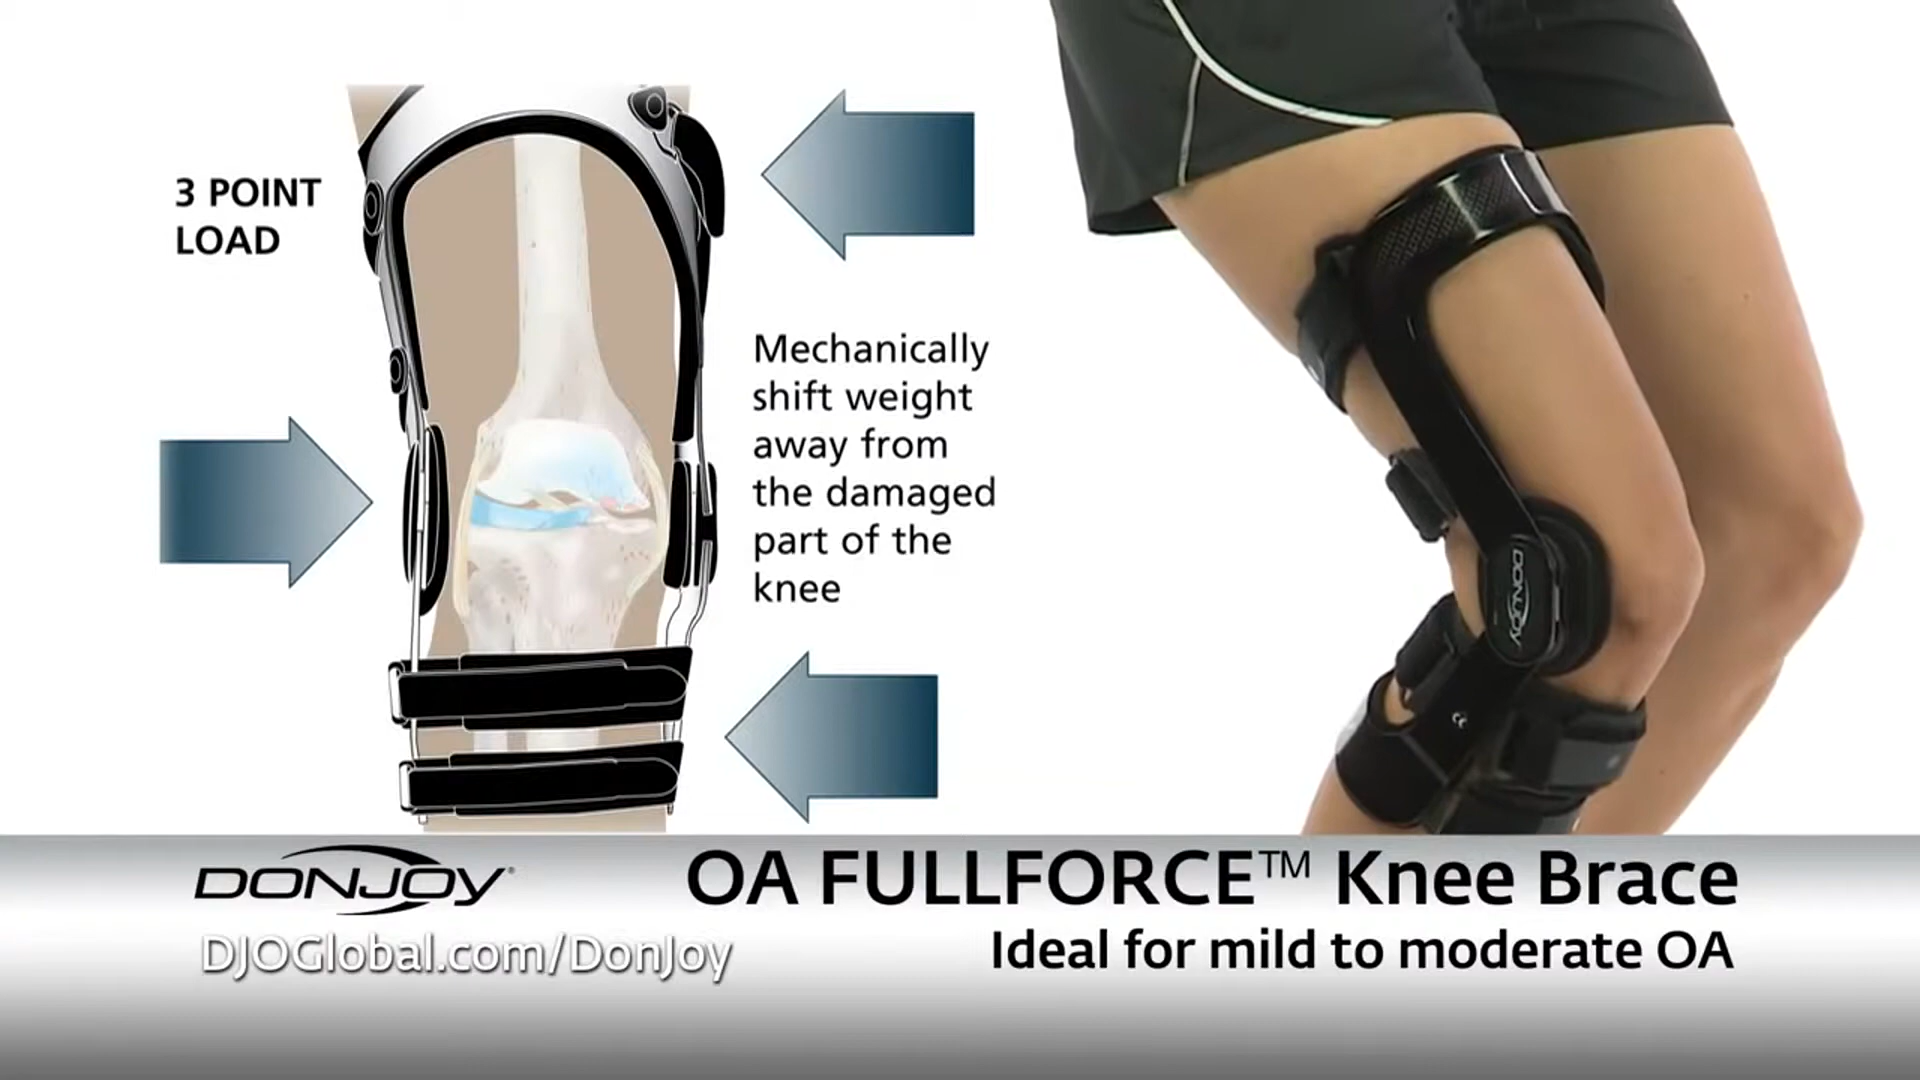 3 POINT
LOAD
Mechanically
shift weight
away from
the damaged
part of the
knee
DONJOY
DONJOY®
OA FULLFORCE™ Knee Brace
DJOGlobal.com/DonJoy
Ideal for mild to moderate OA